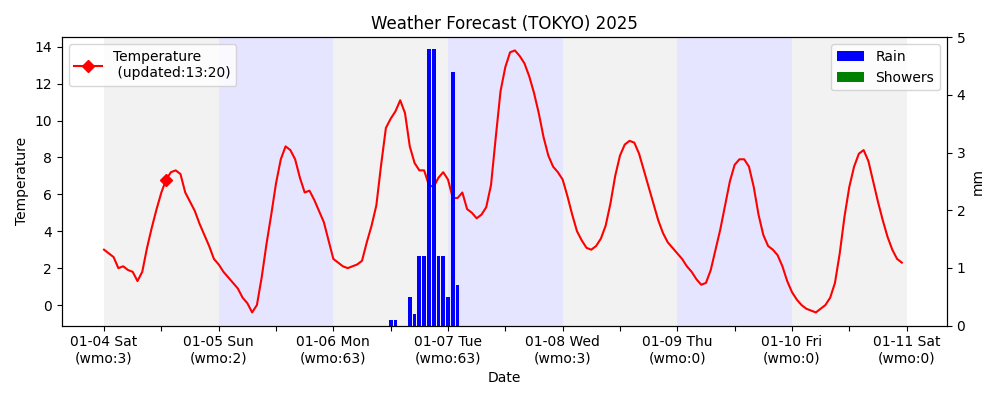 Weather Forecast (TOKYO) 2025
Temperature
(updated:13:20)
Rain
Showers
Temperature
14
12
10
8
6
4
2
0
5
4
3
2
1
0
mm
01-04 Sat
(wmo:3)
01-05 Sun
(wmo:2)
01-06 Mon
(wmo:63)
01-07 Tue
(wmo:63)
01-08 Wed
(wmo:3)
01-09 Thu
(wmo:0)
01-10 Fri
(wmo:0)
01-11 Sat
(wmo:0)
Date